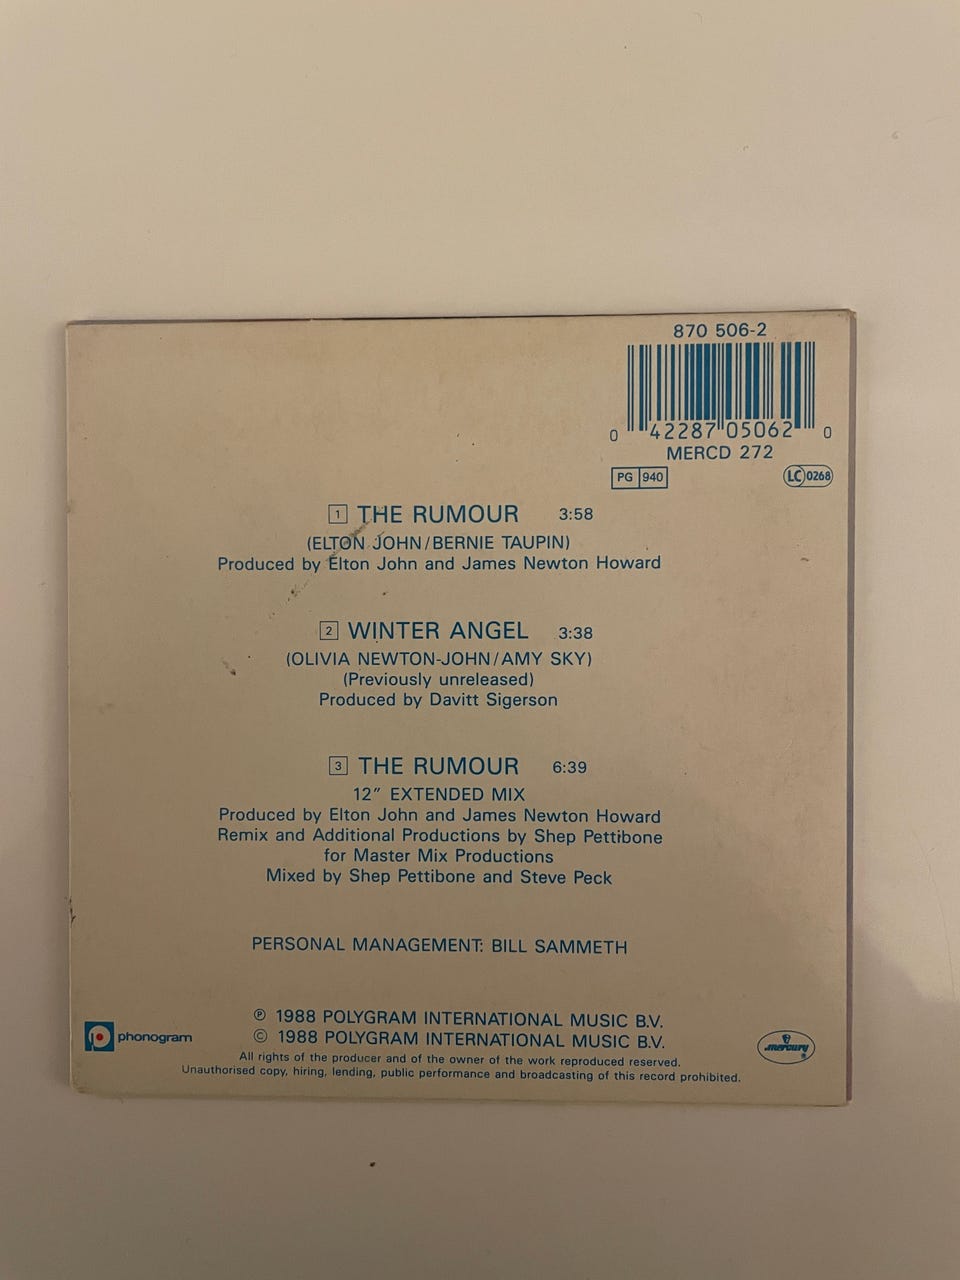 870 506-2
0 42287 05062 0
MERCD 272
PG 940
LC 0268
1 THE RUMOUR 3:58
(ELTON JOHN/BERNIE TAUPIN)
Produced by Elton John and James Newton Howard
2 WINTER ANGEL 3:38
(OLIVIA NEWTON-JOHN/AMY SKY)
(Previously unreleased)
Produced by Davitt Sigerson
3 THE RUMOUR 6:39
12" EXTENDED MIX
Produced by Elton John and James Newton Howard
Remix and Additional Productions by Shep Pettibone
for Master Mix Productions
Mixed by Shep Pettibone and Steve Peck
PERSONAL MANAGEMENT: BILL SAMMETH
℗ 1988 POLYGRAM INTERNATIONAL MUSIC B.V.
© 1988 POLYGRAM INTERNATIONAL MUSIC B.V.
All rights of the producer and of the owner of the work reproduced reserved.
Unauthorised copy, hiring, lending, public performance and broadcasting of this record prohibited.
phonogram
mercury ®